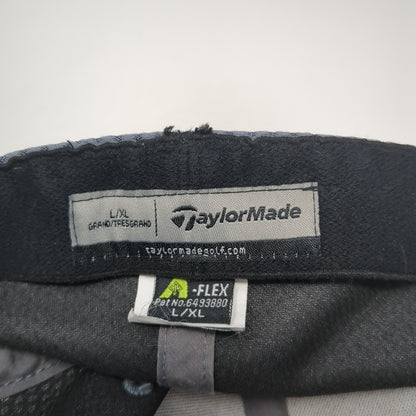 L/XL
GRAND/TRESGRAND
TaylorMade
taylormadegolf.com
A-FLEX
Pat No.6493880
L/XL